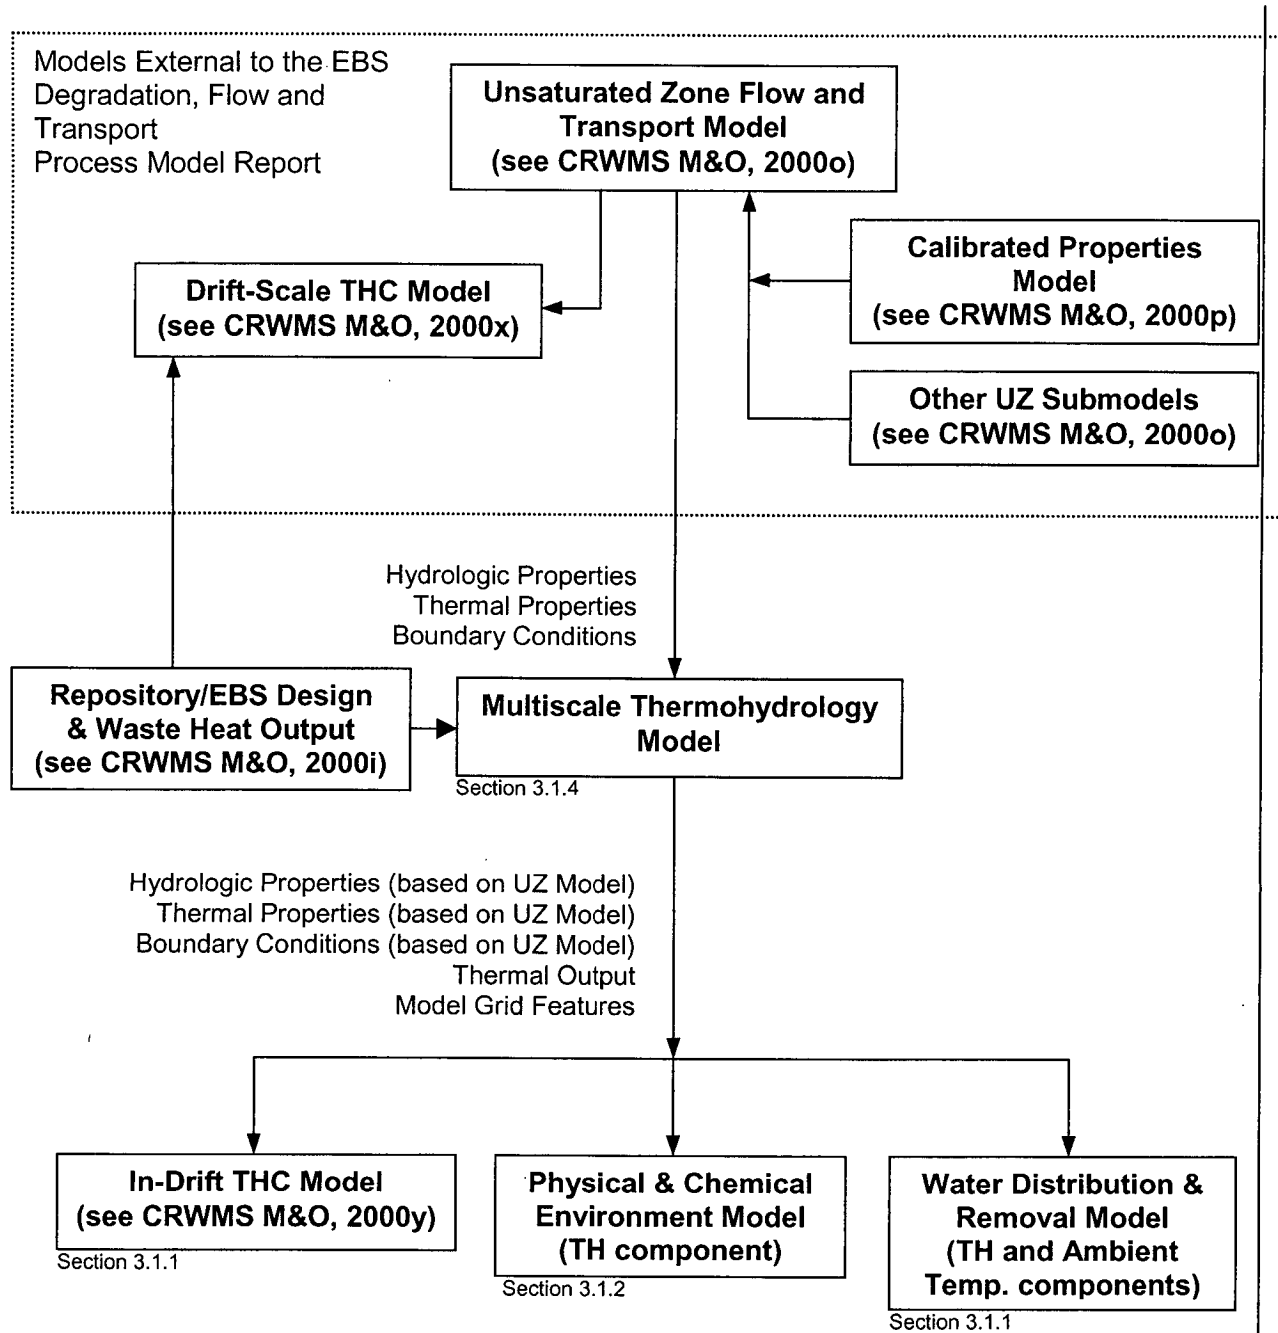 Models External to the EBS
Degradation, Flow and
Transport
Process Model Report
Unsaturated Zone Flow and
Transport Model
(see CRWMS M&O, 2000o)
Calibrated Properties
Model
(see CRWMS M&O, 2000p)
Drift-Scale THC Model
(see CRWMS M&O, 2000x)
Other UZ Submodels
(see CRWMS M&O, 2000o)
Hydrologic Properties
Thermal Properties
Boundary Conditions
Repository/EBS Design
& Waste Heat Output
(see CRWMS M&O, 2000i)
Multiscale Thermohydrology
Model
Section 3.1.4
Hydrologic Properties (based on UZ Model)
Thermal Properties (based on UZ Model)
Boundary Conditions (based on UZ Model)
Thermal Output
Model Grid Features
In-Drift THC Model
(see CRWMS M&O, 2000y)
Section 3.1.1
Physical & Chemical
Environment Model
(TH component)
Section 3.1.2
Water Distribution &
Removal Model
(TH and Ambient
Temp. components)
Section 3.1.1